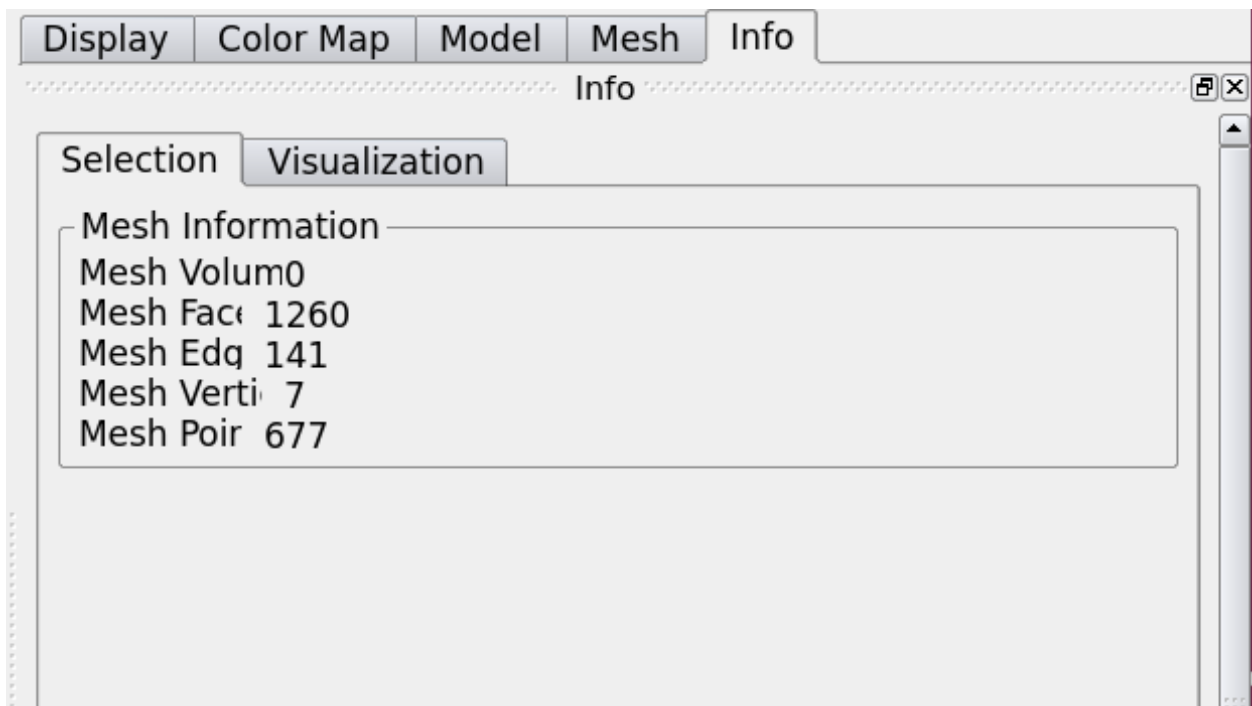 Display Color Map Model Mesh Info
Info
Selection Visualization
Mesh Information
Mesh Volum0
Mesh Face 1260
Mesh Edg 141
Mesh Verti 7
Mesh Poir 677